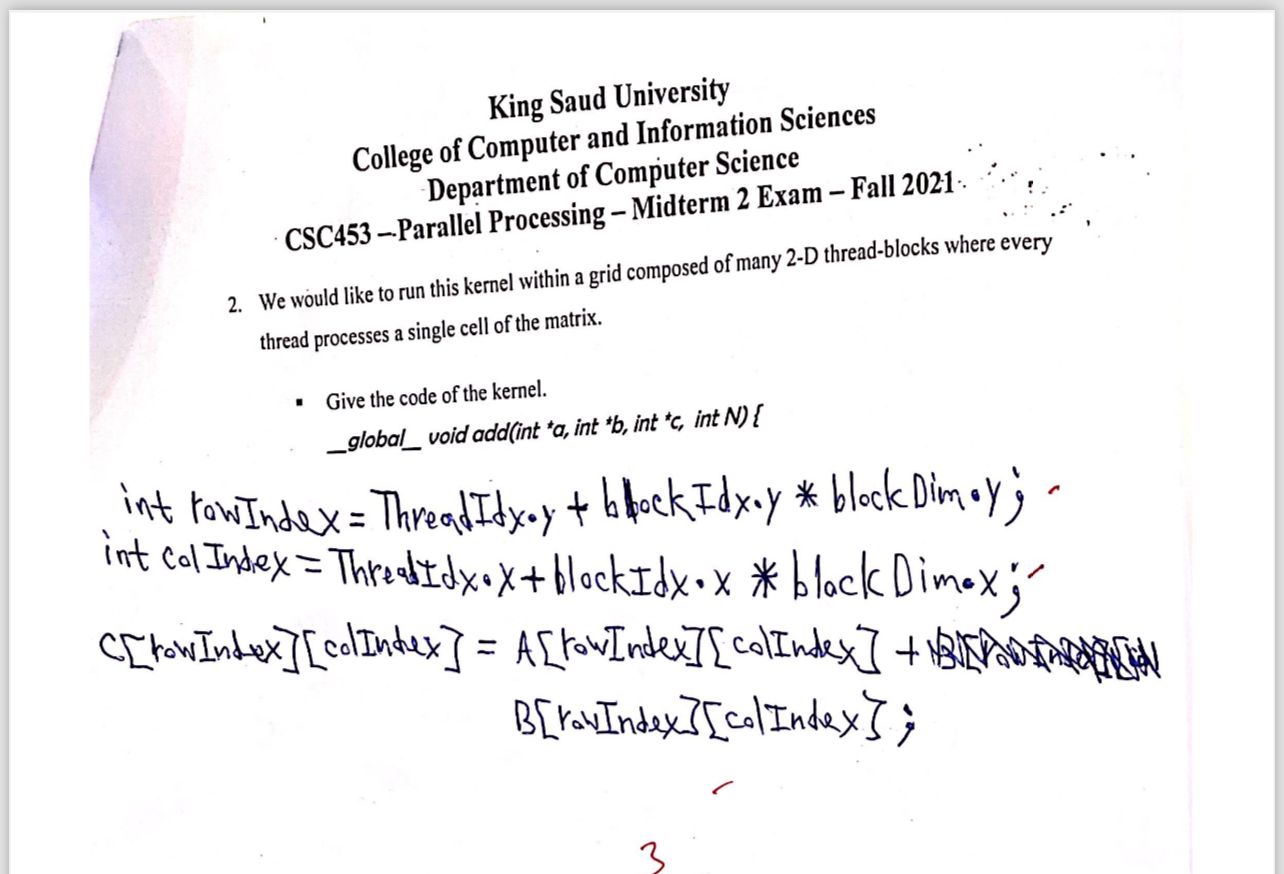 King Saud University
College of Computer and Information Sciences
Department of Computer Science
CSC453 –Parallel Processing – Midterm 2 Exam – Fall 2021
2. We would like to run this kernel within a grid composed of many 2-D thread-blocks where every
thread processes a single cell of the matrix.
▪ Give the code of the kernel.
__global__ void add(int *a, int *b, int *c, int N) {
int rowIndex = ThreadIdx.y + blockIdx.y * blockDim.y;
int colIndex = ThreadIdx.x + blockIdx.x * blockDim.x;
C[rowIndex][colIndex] = A[rowIndex][colIndex] +
B[rowIndex][colIndex];
3